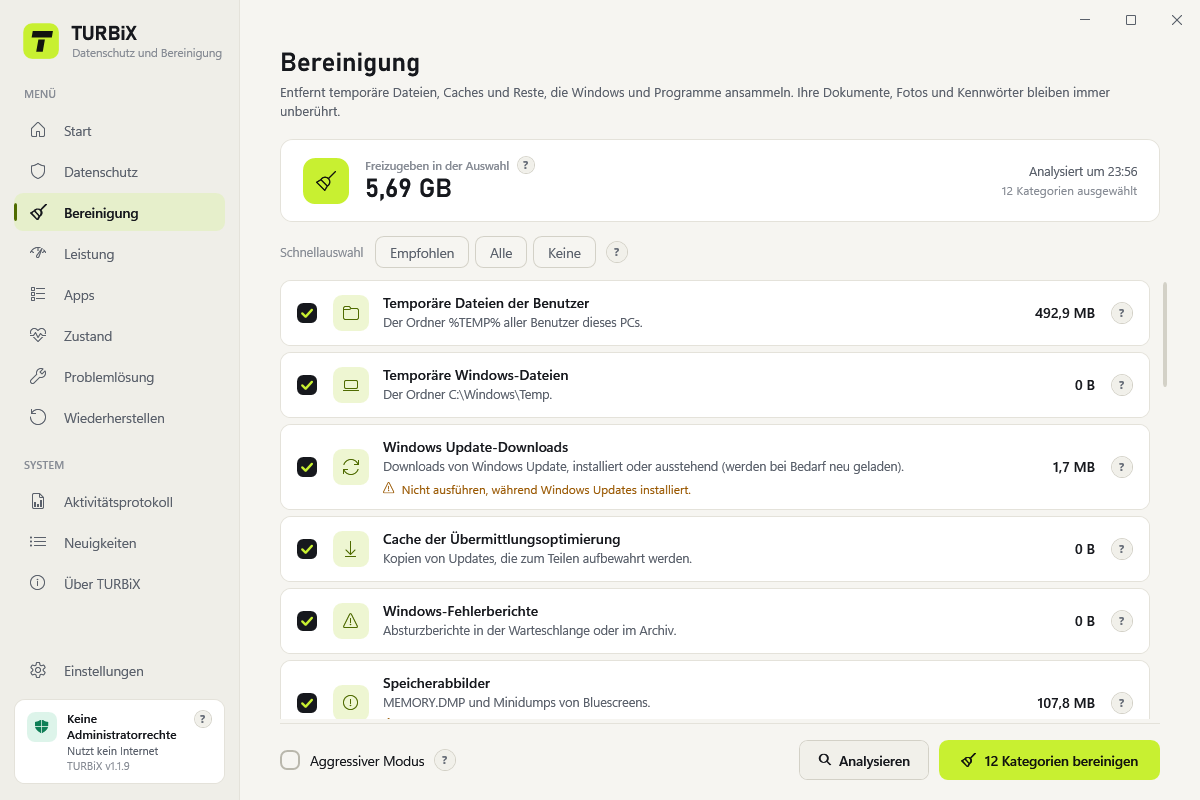 TURBiX
Datenschutz und Bereinigung
MENÜ
Start
Datenschutz
Bereinigung
Leistung
Apps
Zustand
Problemlösung
Wiederherstellen
SYSTEM
Aktivitätsprotokoll
Neuigkeiten
Über TURBiX
Einstellungen
Keine
Administratorrechte
?
Nutzt kein Internet
TURBiX v1.1.9
Bereinigung
Entfernt temporäre Dateien, Caches und Reste, die Windows und Programme ansammeln. Ihre Dokumente, Fotos und Kennwörter bleiben immer
unberührt.
Freizugeben in der Auswahl ?
5,69 GB
Analysiert um 23:56
12 Kategorien ausgewählt
Schnellauswahl Empfohlen Alle Keine ?
Temporäre Dateien der Benutzer
Der Ordner %TEMP% aller Benutzer dieses PCs.
492,9 MB ?
Temporäre Windows-Dateien
Der Ordner C:\Windows\Temp.
0 B ?
Windows Update-Downloads
Downloads von Windows Update, installiert oder ausstehend (werden bei Bedarf neu geladen).
Nicht ausführen, während Windows Updates installiert.
1,7 MB ?
Cache der Übermittlungsoptimierung
Kopien von Updates, die zum Teilen aufbewahrt werden.
0 B ?
Windows-Fehlerberichte
Absturzberichte in der Warteschlange oder im Archiv.
0 B ?
Speicherabbilder
MEMORY.DMP und Minidumps von Bluescreens.
107,8 MB ?
Aggressiver Modus ?
Analysieren
12 Kategorien bereinigen